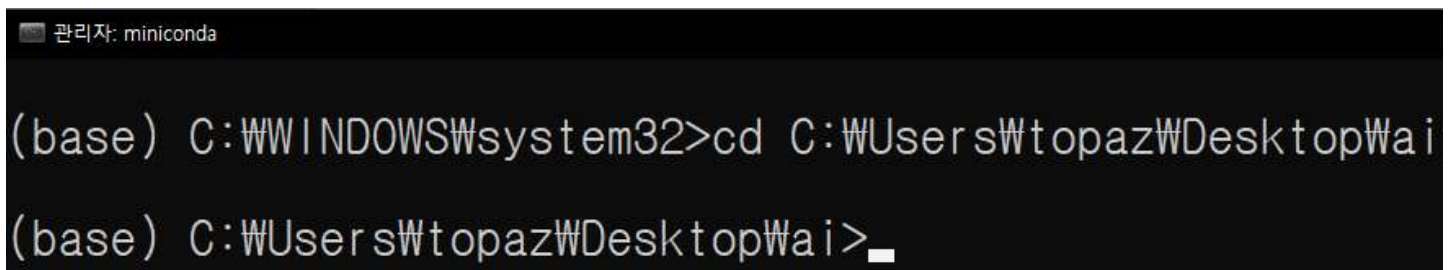 관리자: miniconda
(base) C:₩WINDOWS₩system32>cd C:₩Users₩topaz₩Desktop₩ai
(base) C:₩Users₩topaz₩Desktop₩ai>